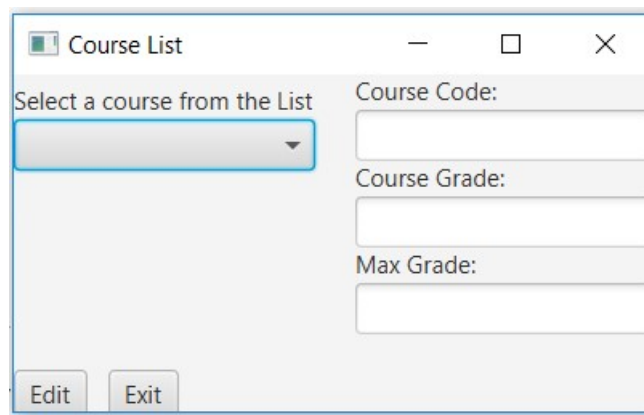 Course List
Select a course from the List
Course Code:
Course Grade:
Max Grade:
Edit Exit